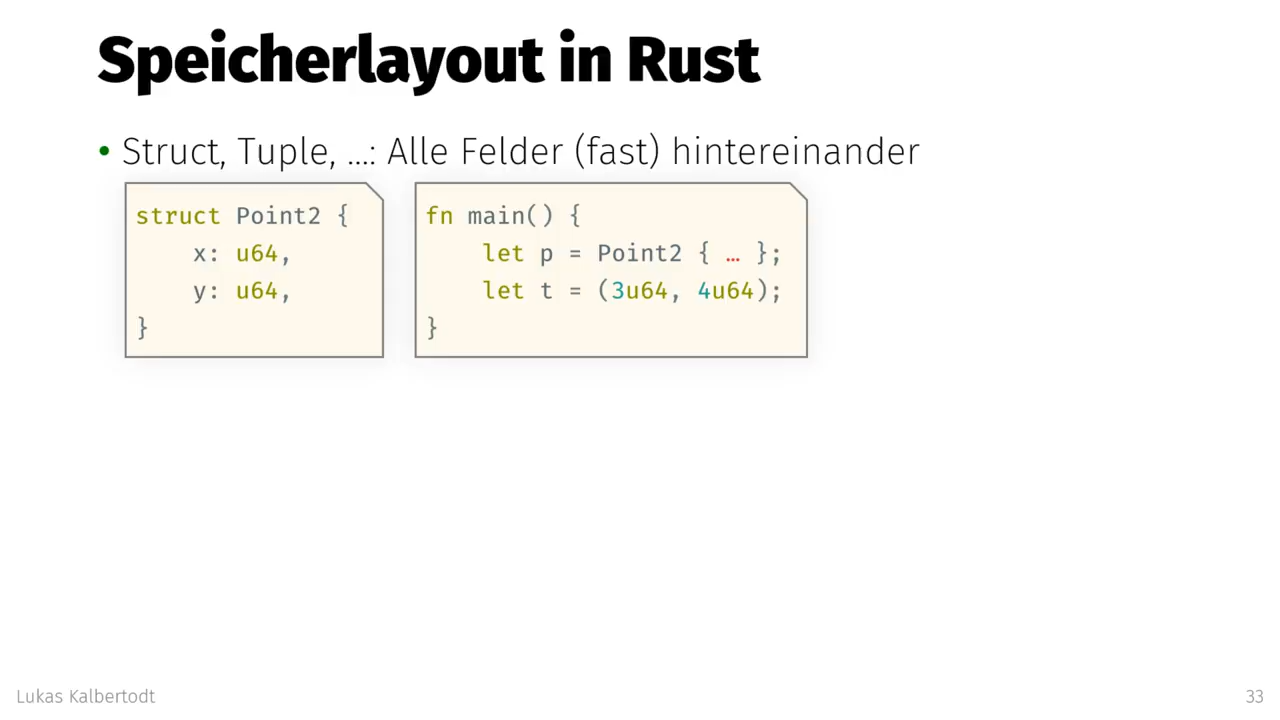 Speicherlayout in Rust
• Struct, Tuple, …: Alle Felder (fast) hintereinander
struct Point2 {
    x: u64,
    y: u64,
}
fn main() {
    let p = Point2 { … };
    let t = (3u64, 4u64);
}
Lukas Kalbertodt
33